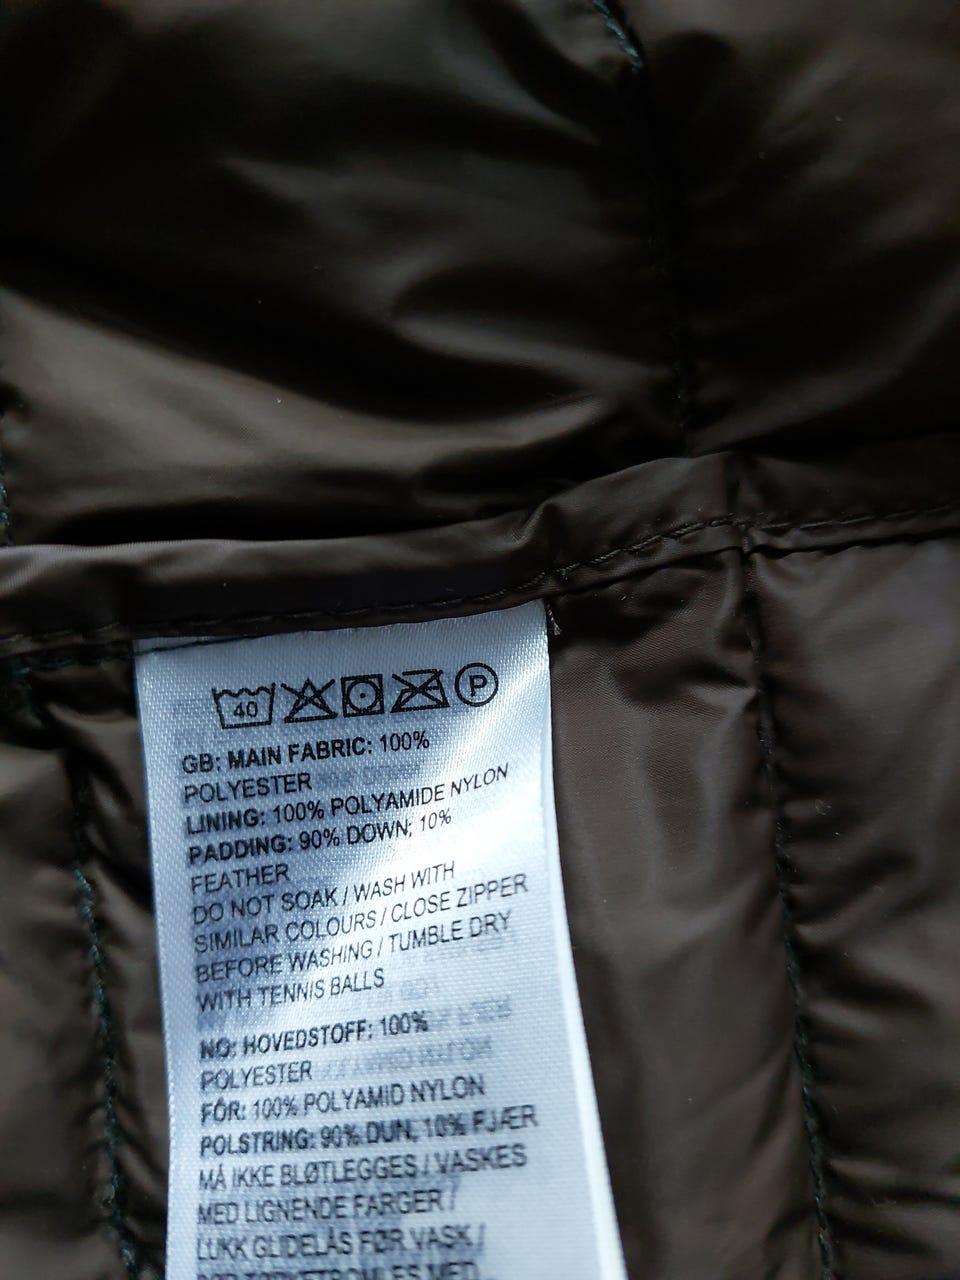 40 P
GB: MAIN FABRIC: 100%
POLYESTER
LINING: 100% POLYAMIDE NYLON
PADDING: 90% DOWN; 10%
FEATHER
DO NOT SOAK / WASH WITH
SIMILAR COLOURS / CLOSE ZIPPER
BEFORE WASHING / TUMBLE DRY
WITH TENNIS BALLS
NO: HOVEDSTOFF: 100%
POLYESTER
FÔR: 100% POLYAMID NYLON
POLSTRING: 90% DUN, 10% FJÆR
MÅ IKKE BLØTLEGGES / VASKES
MED LIGNENDE FARGER /
LUKK GLIDELÅS FØR VASK /